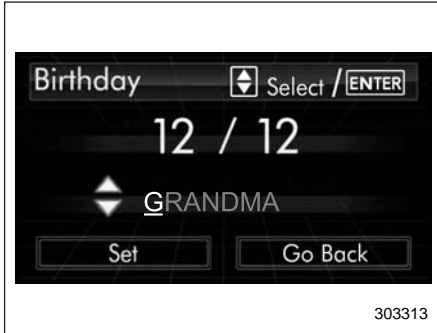 Birthday Select / ENTER
12 / 12
GRANDMA
Set Go Back
303313